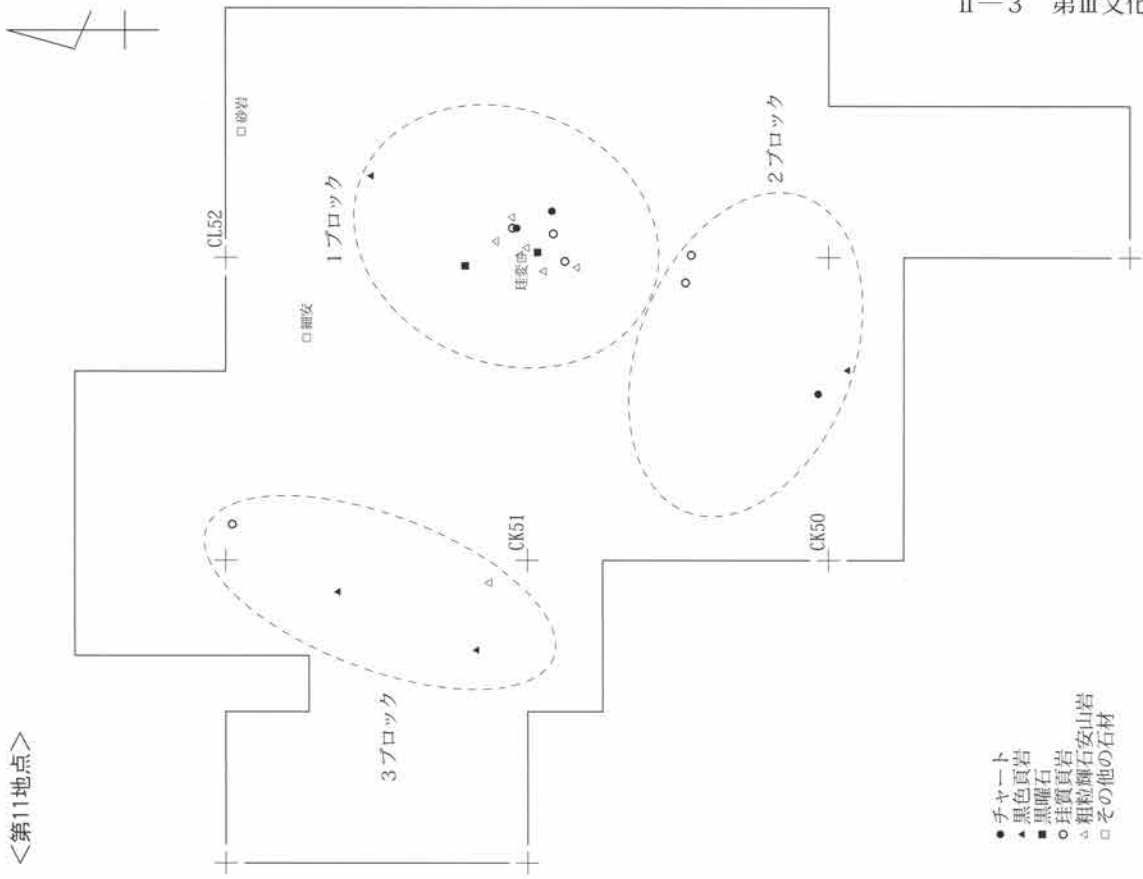 Ⅱ―3 第Ⅲ文化
<第11地点>
CL52
□砂岩
1ブロック
□細安
珪変
2ブロック
CK51
CK50
3ブロック
● チャート
▲ 黒色頁岩
■ 黒曜石
○ 珪質頁岩
△ 粗粒輝石安山岩
□ その他の石材